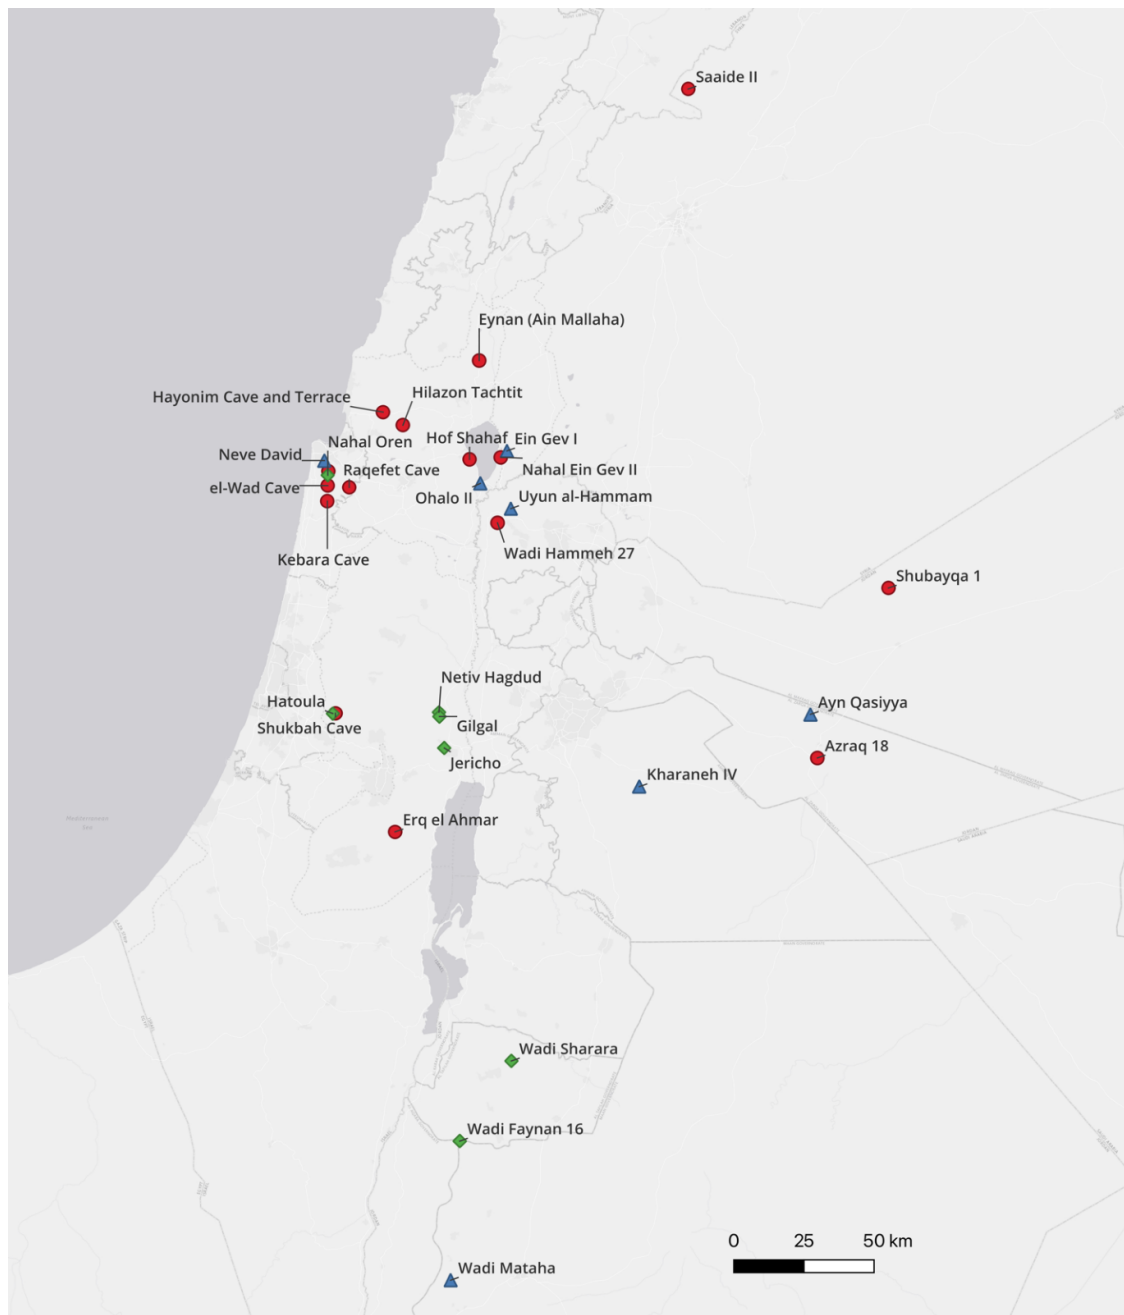 Saaide II
Eynan (Ain Mallaha)
Hilazon Tachtit
Hayonim Cave and Terrace
Hof Shahaf
Ein Gev I
Nahal Oren
Neve David
Raqefet Cave
Nahal Ein Gev II
el-Wad Cave
Ohalo II
Uyun al-Hammam
Wadi Hammeh 27
Kebara Cave
Shubayqa 1
Netiv Hagdud
Hatoula
Ayn Qasiyya
Gilgal
Shukbah Cave
Azraq 18
Jericho
Kharaneh IV
Mediterranean
Sea
Erq el Ahmar
Wadi Sharara
Wadi Faynan 16
0 25 50 km
Wadi Mataha